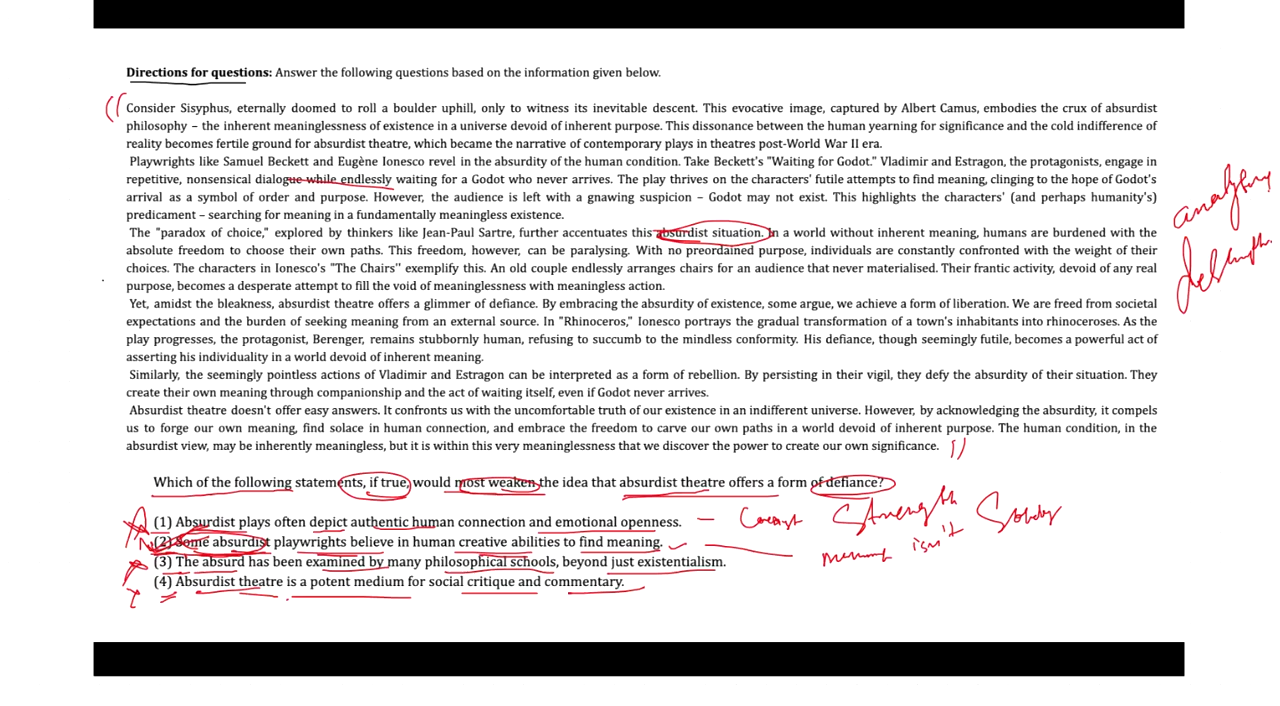 Directions for questions: Answer the following questions based on the information given below.
Consider Sisyphus, eternally doomed to roll a boulder uphill, only to witness its inevitable descent. This evocative image, captured by Albert Camus, embodies the crux of absurdist
philosophy – the inherent meaninglessness of existence in a universe devoid of inherent purpose. This dissonance between the human yearning for significance and the cold indifference of
reality becomes fertile ground for absurdist theatre, which became the narrative of contemporary plays in theatres post-World War II era.
Playwrights like Samuel Beckett and Eugène Ionesco revel in the absurdity of the human condition. Take Beckett's "Waiting for Godot." Vladimir and Estragon, the protagonists, engage in
repetitive, nonsensical dialogue while endlessly waiting for a Godot who never arrives. The play thrives on the characters' futile attempts to find meaning, clinging to the hope of Godot's
arrival as a symbol of order and purpose. However, the audience is left with a gnawing suspicion – Godot may not exist. This highlights the characters' (and perhaps humanity's)
predicament – searching for meaning in a fundamentally meaningless existence.
analysing
The "paradox of choice," explored by thinkers like Jean-Paul Sartre, further accentuates this absurdist situation. In a world without inherent meaning, humans are burdened with the
absolute freedom to choose their own paths. This freedom, however, can be paralysing. With no preordained purpose, individuals are constantly confronted with the weight of their
choices. The characters in Ionesco's "The Chairs" exemplify this. An old couple endlessly arranges chairs for an audience that never materialised. Their frantic activity, devoid of any real
purpose, becomes a desperate attempt to fill the void of meaninglessness with meaningless action.
Yet, amidst the bleakness, absurdist theatre offers a glimmer of defiance. By embracing the absurdity of existence, some argue, we achieve a form of liberation. We are freed from societal
expectations and the burden of seeking meaning from an external source. In "Rhinoceros," Ionesco portrays the gradual transformation of a town's inhabitants into rhinoceroses. As the
play progresses, the protagonist, Berenger, remains stubbornly human, refusing to succumb to the mindless conformity. His defiance, though seemingly futile, becomes a powerful act of
asserting his individuality in a world devoid of inherent meaning.
Similarly, the seemingly pointless actions of Vladimir and Estragon can be interpreted as a form of rebellion. By persisting in their vigil, they defy the absurdity of their situation. They
create their own meaning through companionship and the act of waiting itself, even if Godot never arrives.
Absurdist theatre doesn't offer easy answers. It confronts us with the uncomfortable truth of our existence in an indifferent universe. However, by acknowledging the absurdity, it compels
us to forge our own meaning, find solace in human connection, and embrace the freedom to carve our own paths in a world devoid of inherent purpose. The human condition, in the
absurdist view, may be inherently meaningless, but it is within this very meaninglessness that we discover the power to create our own significance.
Which of the following statements, if true, would most weaken the idea that absurdist theatre offers a form of defiance?
(1) Absurdist plays often depict authentic human connection and emotional openness.
Strength
(2) Some absurdist playwrights believe in human creative abilities to find meaning.
isn't
(3) The absurd has been examined by many philosophical schools, beyond just existentialism.
(4) Absurdist theatre is a potent medium for social critique and commentary.